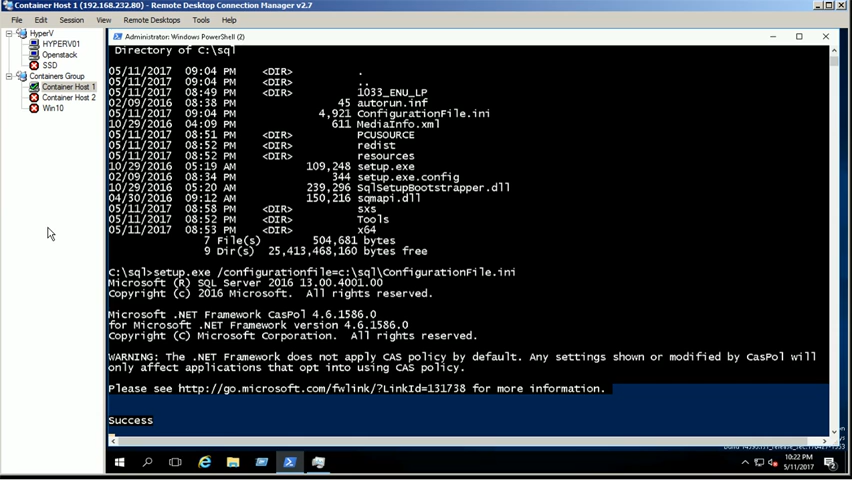 Container Host 1 (192.168.232.80) - Remote Desktop Connection Manager v2.7
File Edit Session View Remote Desktops Tools Help
HyperV
HYPERV01
Openstack
SSD
Containers Group
Container Host 1
Container Host 2
Win10
Administrator: Windows PowerShell (2)
Directory of C:\sql
05/11/2017 09:04 PM <DIR> .
05/11/2017 09:04 PM <DIR> ..
05/11/2017 08:49 PM <DIR> 1033_ENU_LP
02/09/2016 08:38 PM 45 autorun.inf
05/11/2017 09:04 PM 4,921 ConfigurationFile.ini
10/29/2016 04:09 PM 611 MediaInfo.xml
05/11/2017 08:51 PM <DIR> PCUSOURCE
05/11/2017 08:52 PM <DIR> redist
05/11/2017 08:52 PM <DIR> resources
10/29/2016 05:19 AM 109,248 setup.exe
02/09/2016 08:34 PM 344 setup.exe.config
10/29/2016 05:20 AM 239,296 SqlSetupBootstrapper.dll
04/30/2016 09:12 AM 150,216 sqmapi.dll
05/11/2017 08:58 PM <DIR> sxs
05/11/2017 08:52 PM <DIR> Tools
05/11/2017 08:53 PM <DIR> x64
7 File(s) 504,681 bytes
9 Dir(s) 25,413,468,160 bytes free
C:\sql>setup.exe /configurationfile=c:\sql\ConfigurationFile.ini
Microsoft (R) SQL Server 2016 13.00.4001.00
Copyright (c) 2016 Microsoft. All rights reserved.
Microsoft .NET Framework CasPol 4.6.1586.0
for Microsoft .NET Framework version 4.6.1586.0
Copyright (C) Microsoft Corporation. All rights reserved.
WARNING: The .NET Framework does not apply CAS policy by default. Any settings shown or modified by CasPol will
only affect applications that opt into using CAS policy.
Please see http://go.microsoft.com/fwlink/?LinkId=131738 for more information.
Success
10:22 PM
5/11/2017